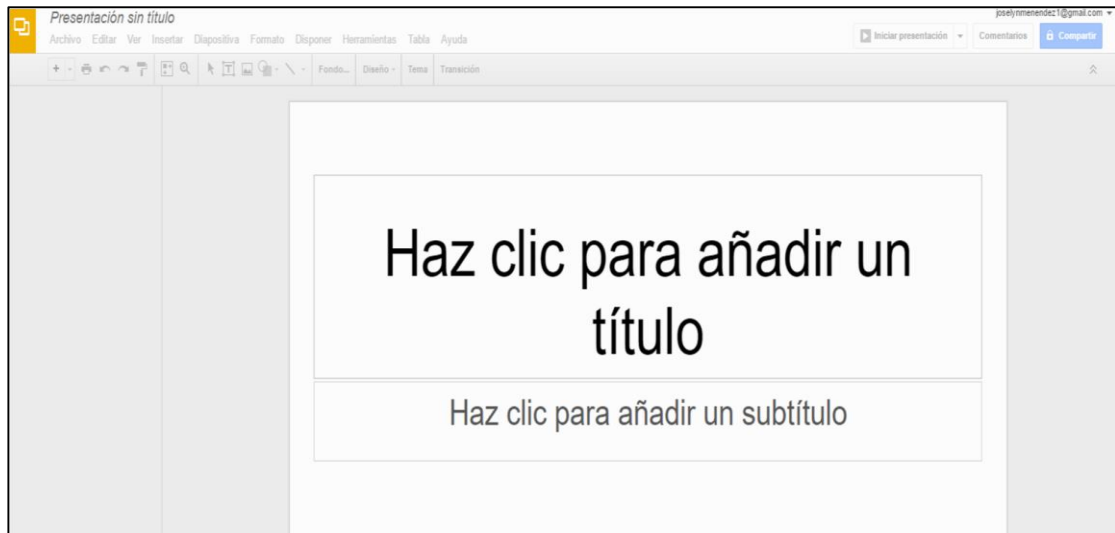 Presentación sin título
joselynmenendez1@gmail.com
Archivo Editar Ver Insertar Diapositiva Formato Disponer Herramientas Tabla Ayuda
Iniciar presentación Comentarios Compartir
Fondo... Diseño Tema Transición
Haz clic para añadir un
título
Haz clic para añadir un subtítulo